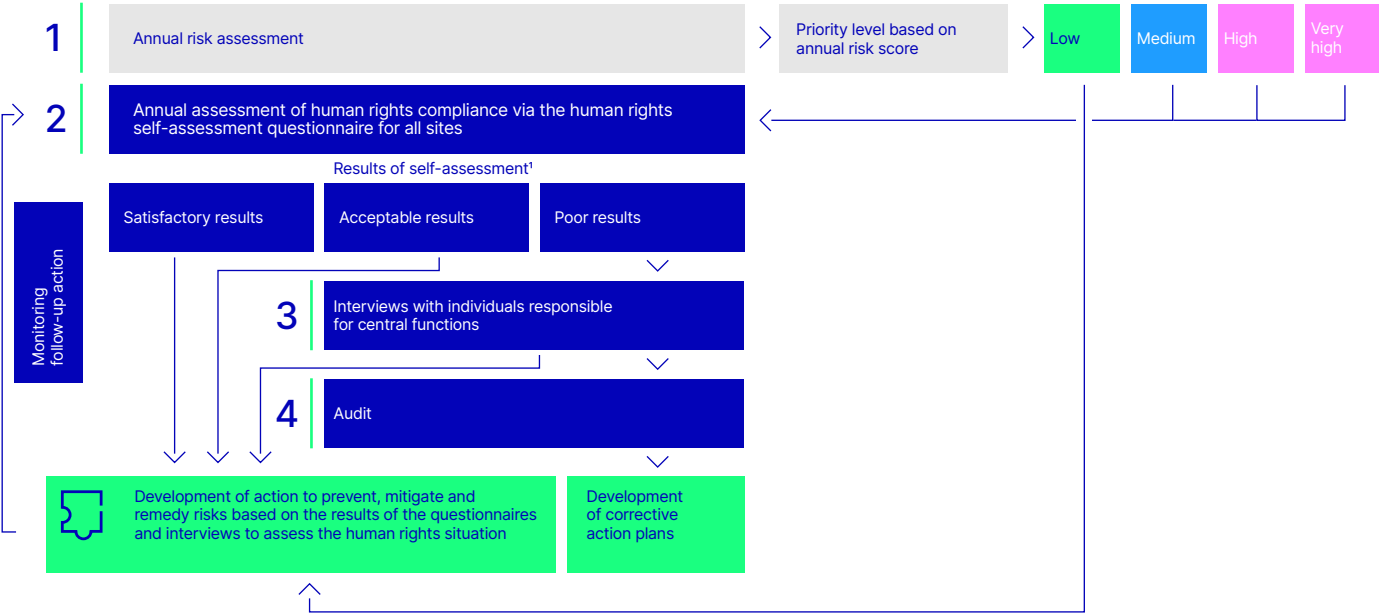 1
Annual risk assessment
Priority level based on
annual risk score
Low
Medium
High
Very
high
2
Annual assessment of human rights compliance via the human rights
self-assessment questionnaire for all sites
Results of self-assessment¹
Satisfactory results
Acceptable results
Poor results
Monitoring
follow-up action
3
Interviews with individuals responsible
for central functions
4
Audit
Development of action to prevent, mitigate and
remedy risks based on the results of the questionnaires
and interviews to assess the human rights situation
Development
of corrective
action plans